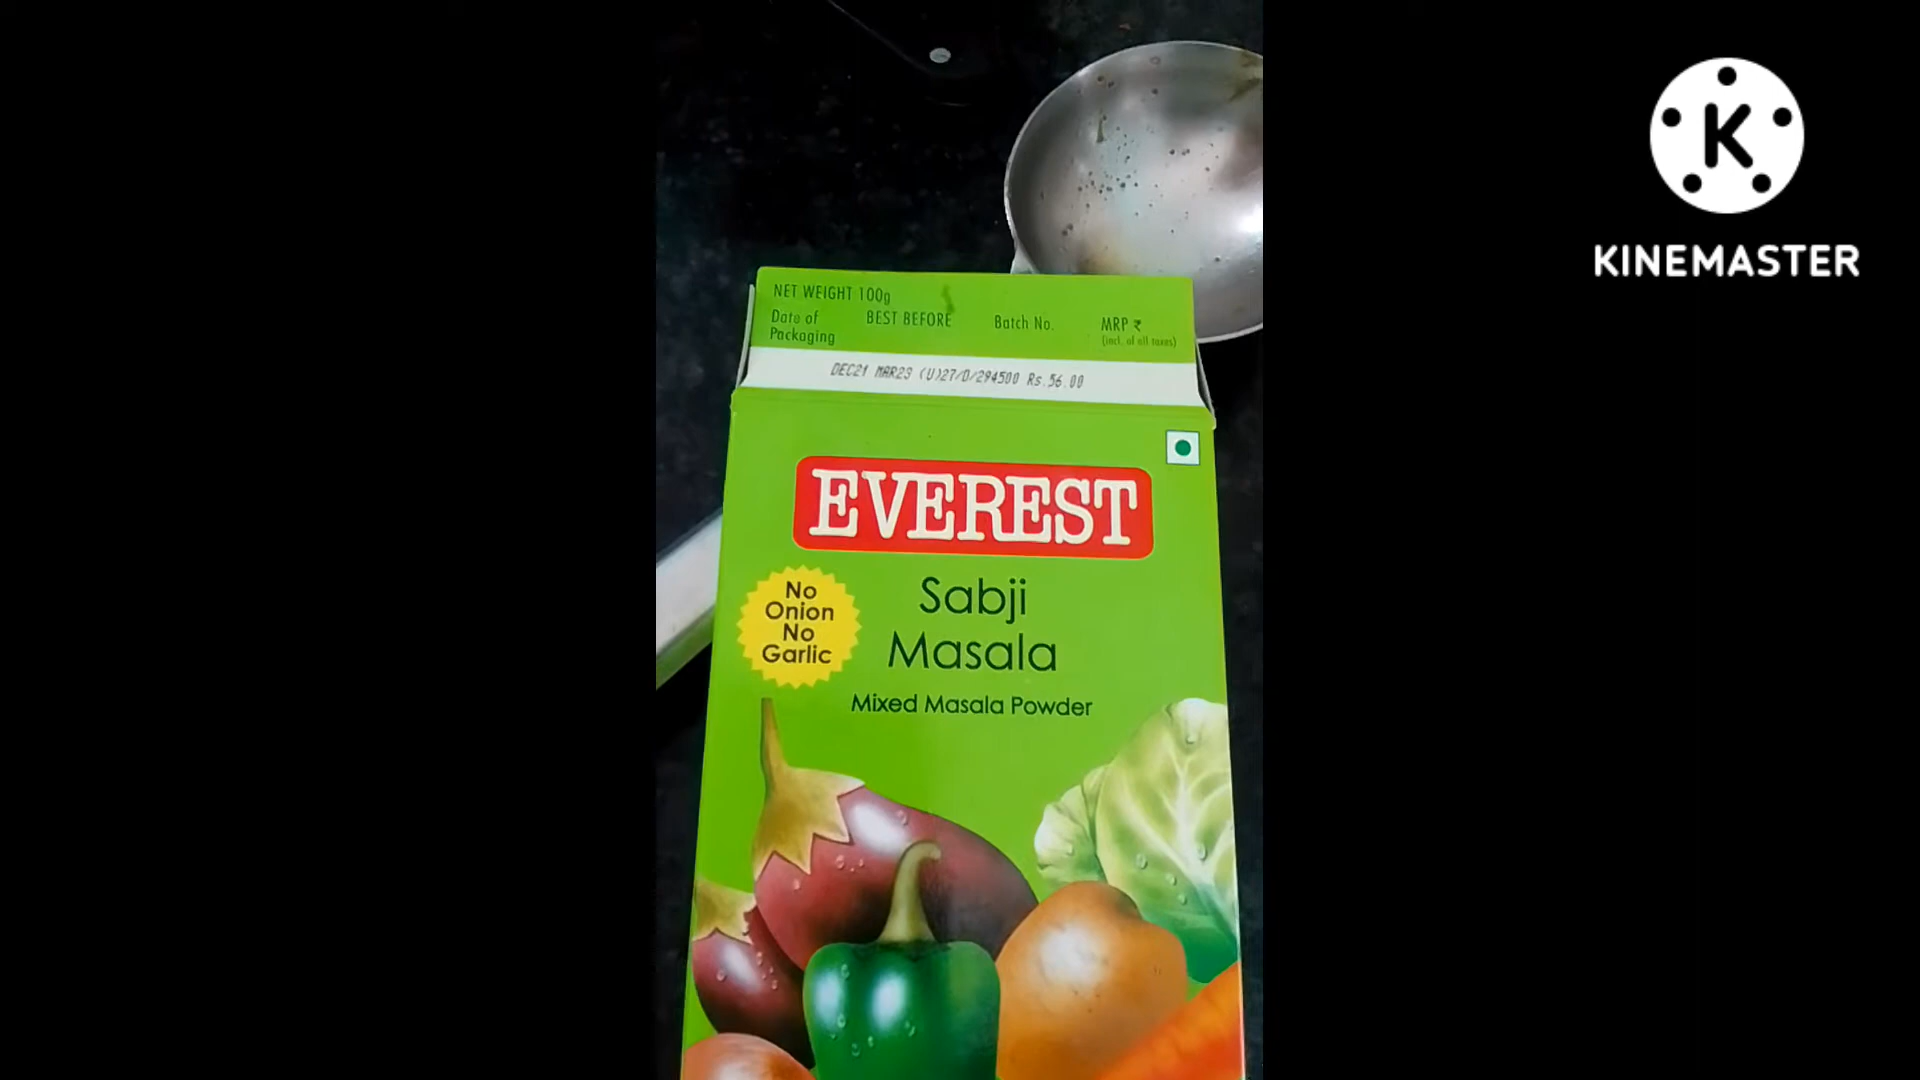 NET WEIGHT 100g
Date of Packaging
BEST BEFORE
Batch No.
MRP ₹
(incl. of all taxes)
DEC21 MAR23 (U)27/D/294500 Rs.56.00
EVEREST
No
Onion
No
Garlic
Sabji
Masala
Mixed Masala Powder
K
KINEMASTER